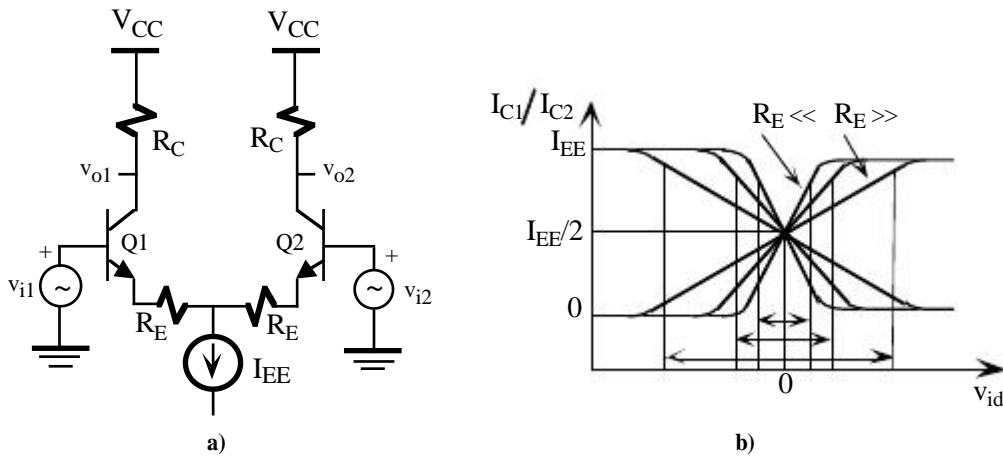 V_CC
V_CC
R_C
R_C
v_o1
v_o2
Q1
Q2
+
+
v_i1
~
~
v_i2
R_E
R_E
I_EE
a)
I_C1/I_C2
R_E << R_E >>
I_EE
I_EE/2
0
0
v_id
b)